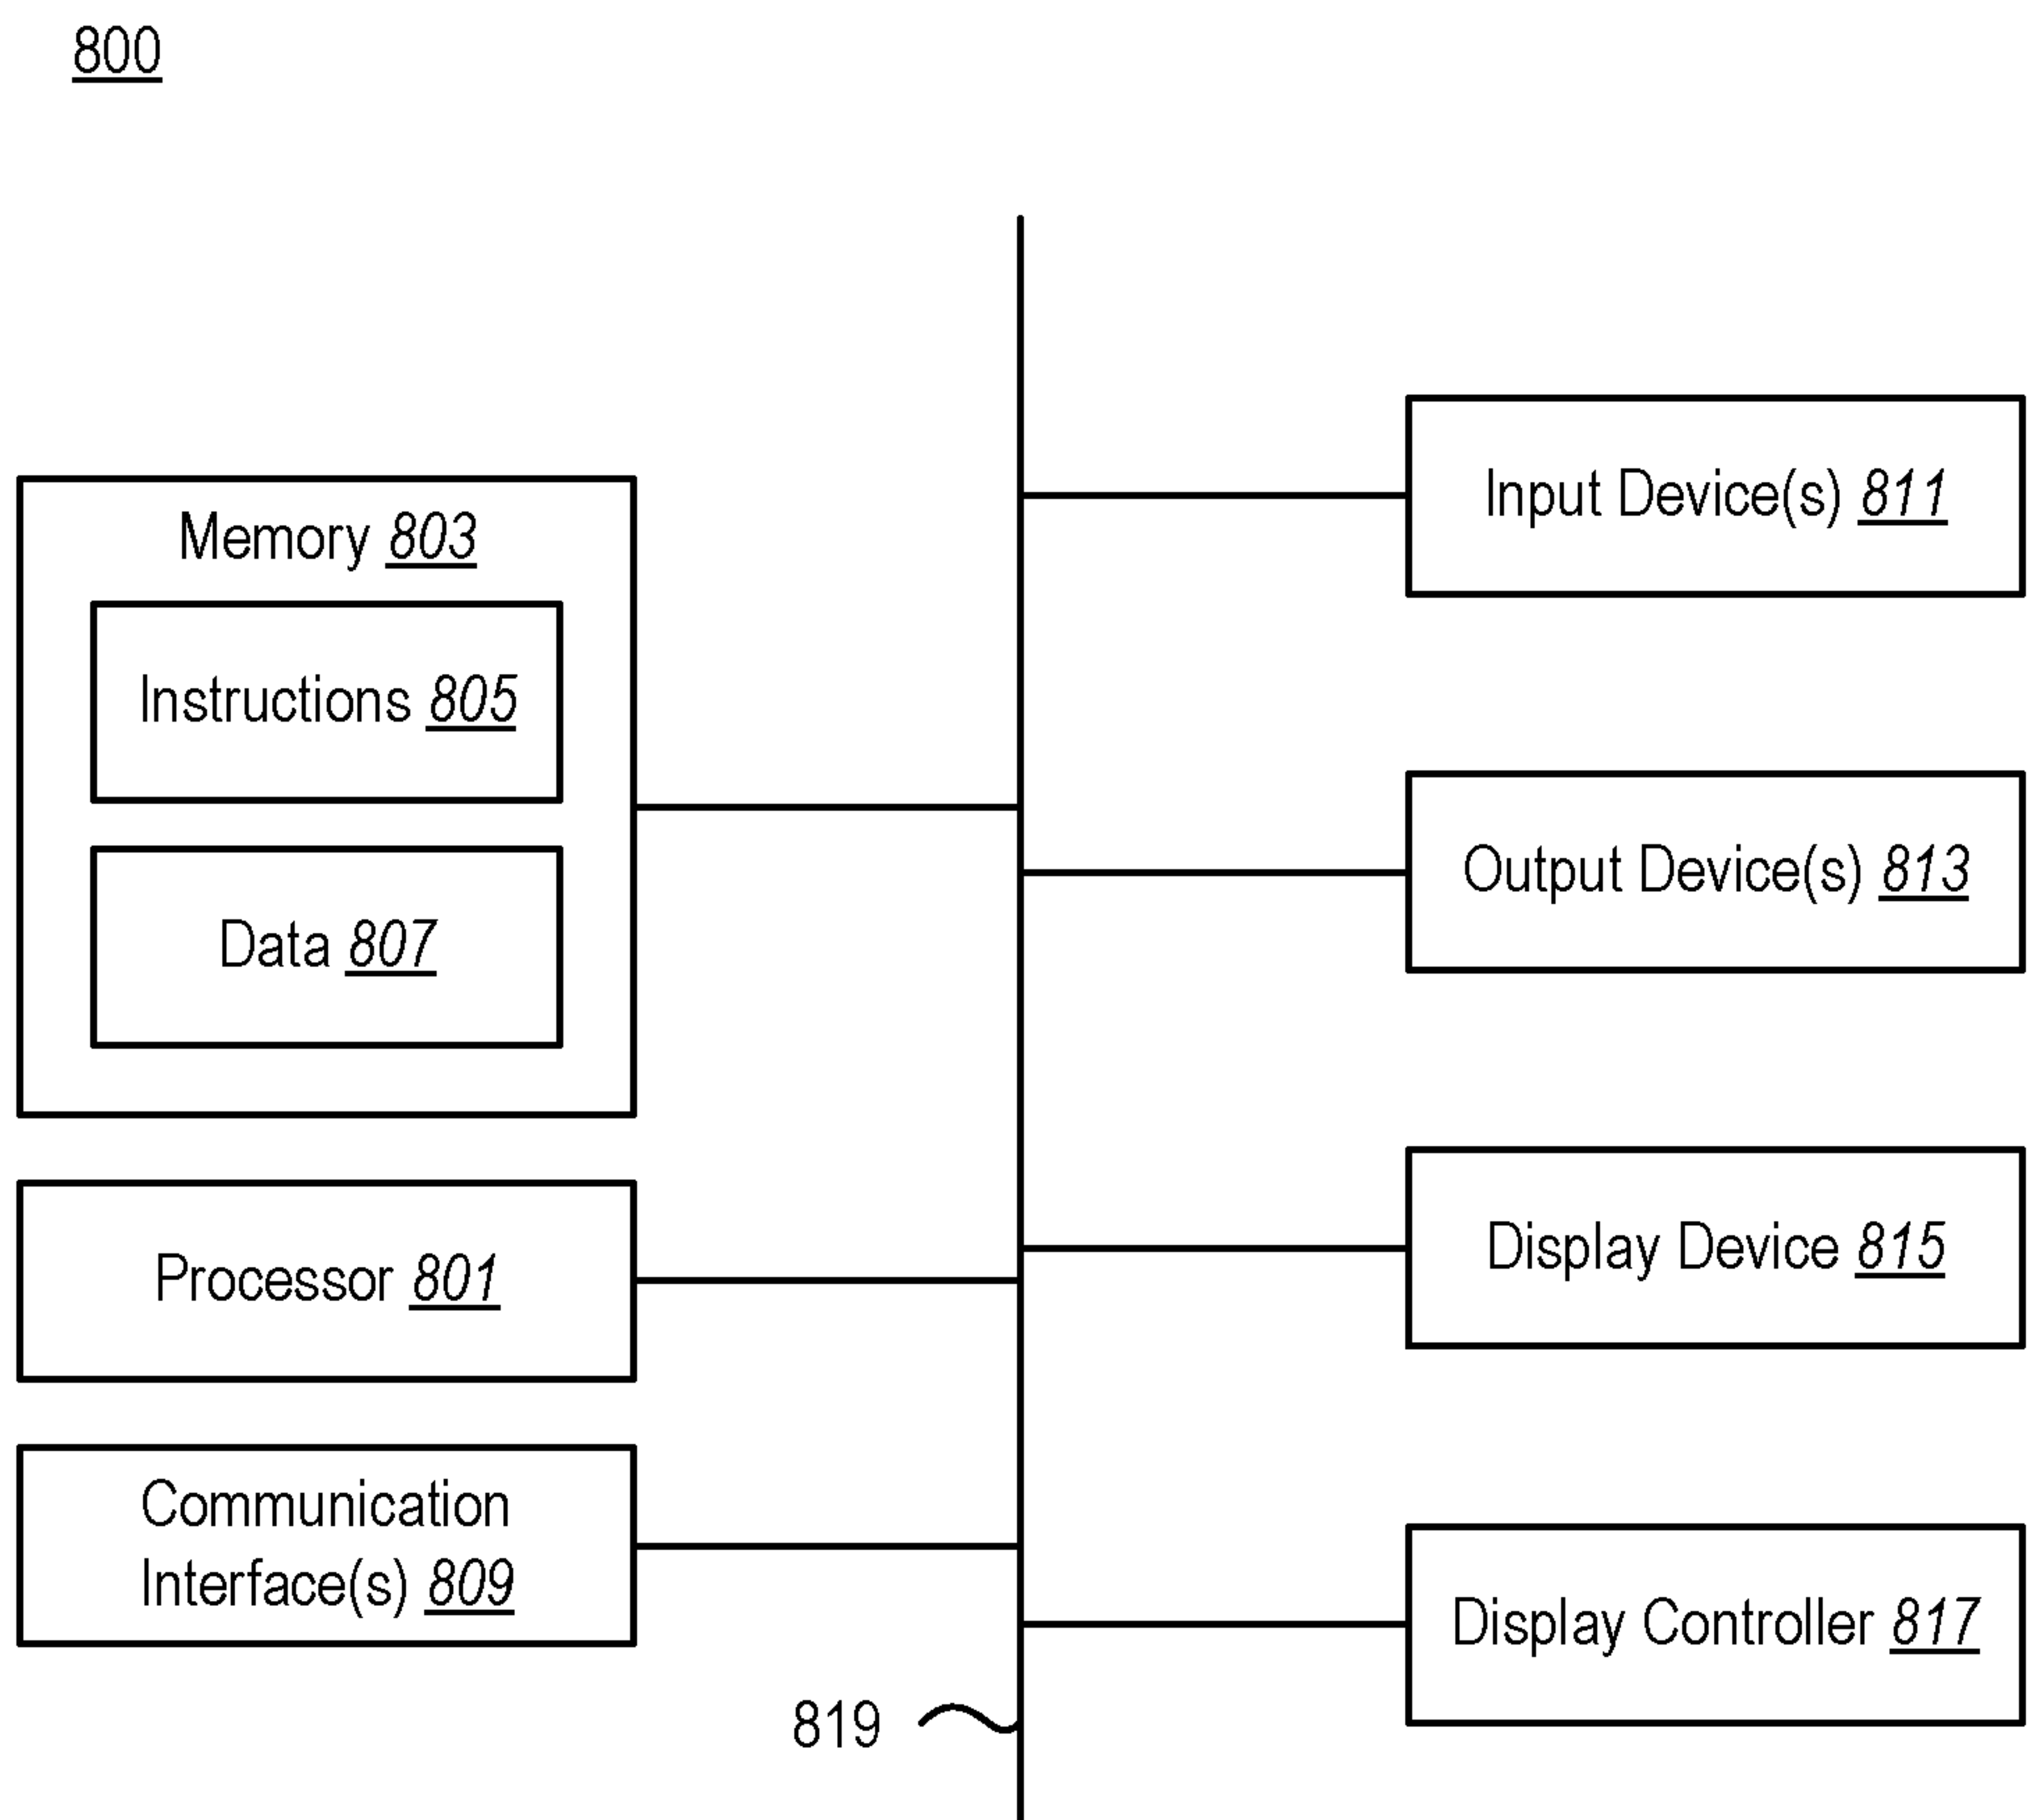 800
Memory 803
Instructions 805
Data 807
Processor 801
Communication
Interface(s) 809
Input Device(s) 811
Output Device(s) 813
Display Device 815
Display Controller 817
819